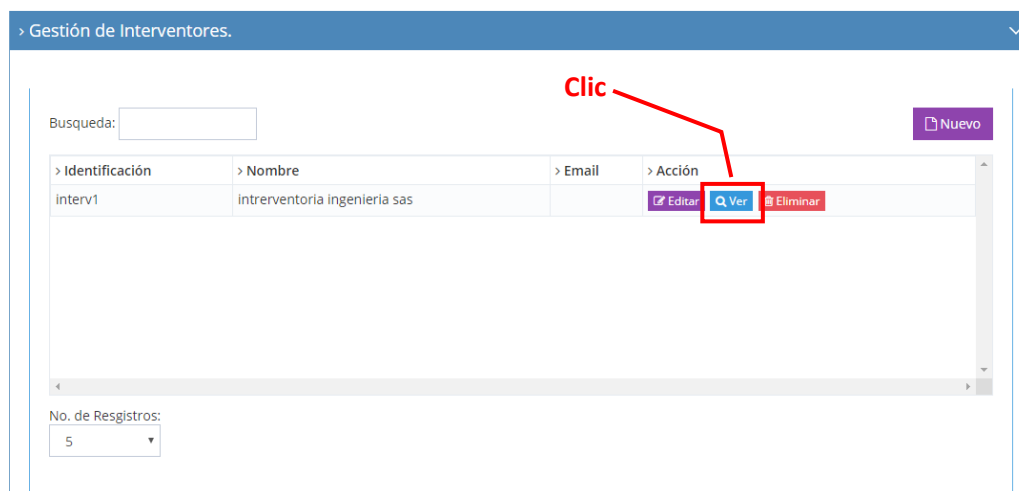 › Gestión de Interventores.
Clic
Busqueda:
Nuevo
› Identificación › Nombre › Email › Acción
interv1 intrerventoria ingenieria sas Editar Ver Eliminar
No. de Resgistros:
5